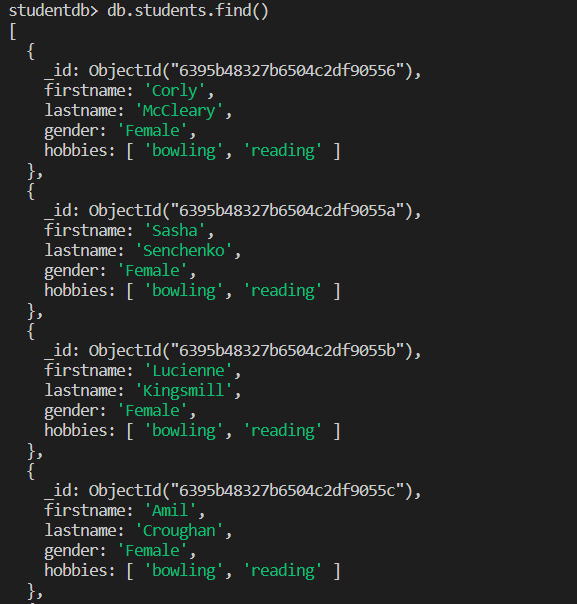 studentdb> db.students.find()
[
  {
    _id: ObjectId("6395b48327b6504c2df90556"),
    firstname: 'Corly',
    lastname: 'McCleary',
    gender: 'Female',
    hobbies: [ 'bowling', 'reading' ]
  },
  {
    _id: ObjectId("6395b48327b6504c2df9055a"),
    firstname: 'Sasha',
    lastname: 'Senchenko',
    gender: 'Female',
    hobbies: [ 'bowling', 'reading' ]
  },
  {
    _id: ObjectId("6395b48327b6504c2df9055b"),
    firstname: 'Lucienne',
    lastname: 'Kingsmill',
    gender: 'Female',
    hobbies: [ 'bowling', 'reading' ]
  },
  {
    _id: ObjectId("6395b48327b6504c2df9055c"),
    firstname: 'Amil',
    lastname: 'Croughan',
    gender: 'Female',
    hobbies: [ 'bowling', 'reading' ]
  },